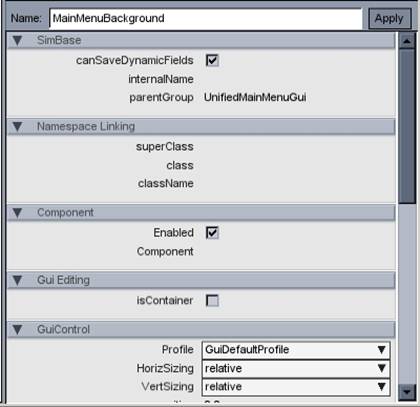 Name: MainMenuBackground Apply
SimBase
canSaveDynamicFields
internalName
parentGroup UnifiedMainMenuGui
Namespace Linking
superClass
class
className
Component
Enabled
Component
Gui Editing
isContainer
GuiControl
Profile GuiDefaultProfile
HorizSizing relative
VertSizing relative